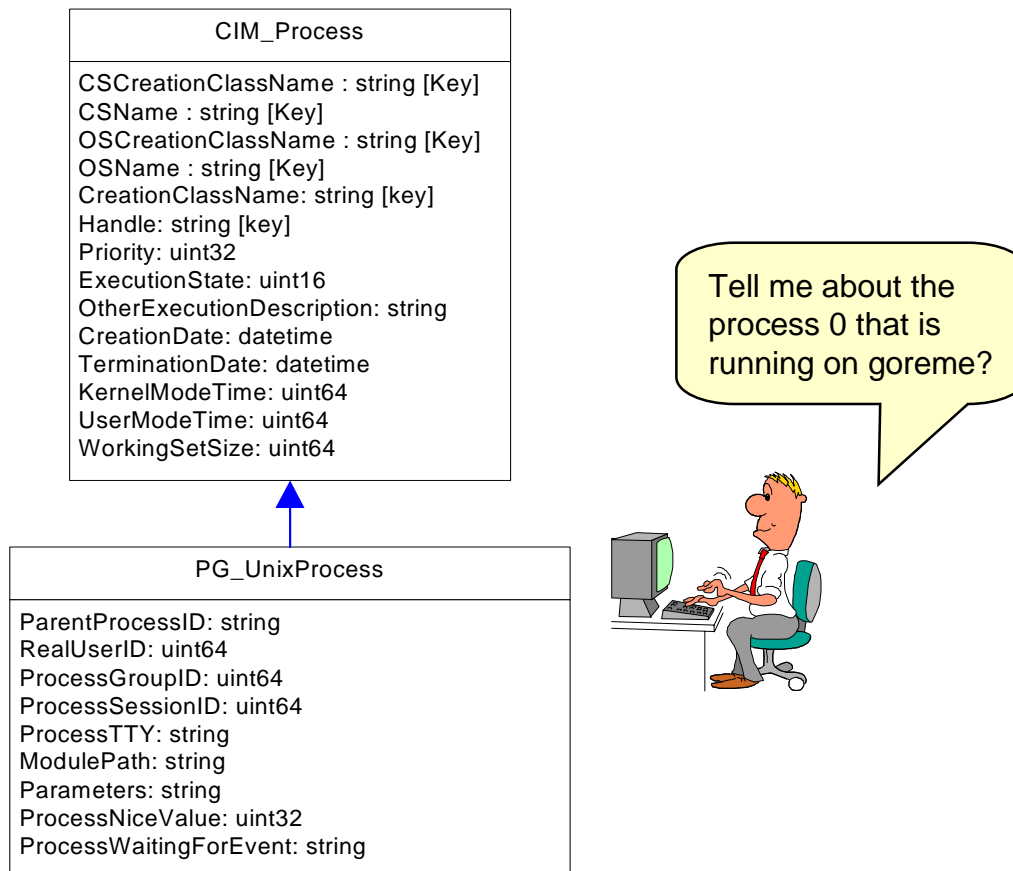 CIM_Process
CSCreationClassName : string [Key]
CSName : string [Key]
OSCreationClassName : string [Key]
OSName : string [Key]
CreationClassName: string [key]
Handle: string [key]
Priority: uint32
ExecutionState: uint16
OtherExecutionDescription: string
CreationDate: datetime
TerminationDate: datetime
KernelModeTime: uint64
UserModeTime: uint64
WorkingSetSize: uint64
Tell me about the
process 0 that is
running on goreme?
PG_UnixProcess
ParentProcessID: string
RealUserID: uint64
ProcessGroupID: uint64
ProcessSessionID: uint64
ProcessTTY: string
ModulePath: string
Parameters: string
ProcessNiceValue: uint32
ProcessWaitingForEvent: string